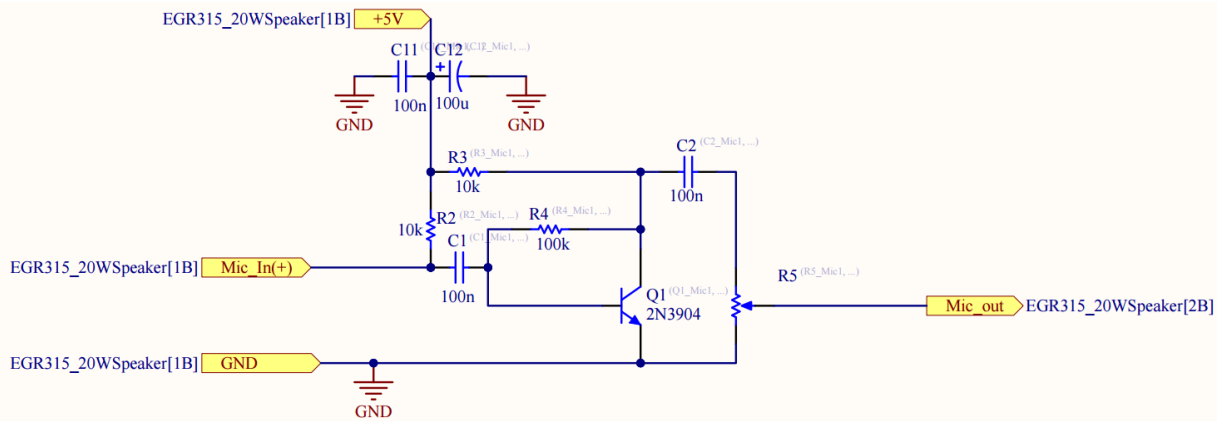 EGR315_20WSpeaker[1B] +5V
C11
C12
100n
100u
GND
GND
R3 (R3_Mic1, ...)
10k
C2 (C2_Mic1, ...)
100n
R2 (R2_Mic1, ...)
10k
R4 (R4_Mic1, ...)
100k
C1 (C1_Mic1, ...)
100n
EGR315_20WSpeaker[1B] Mic_In(+)
Q1 (Q1_Mic1, ...)
2N3904
R5 (R5_Mic1, ...)
Mic_out EGR315_20WSpeaker[2B]
EGR315_20WSpeaker[1B] GND
GND